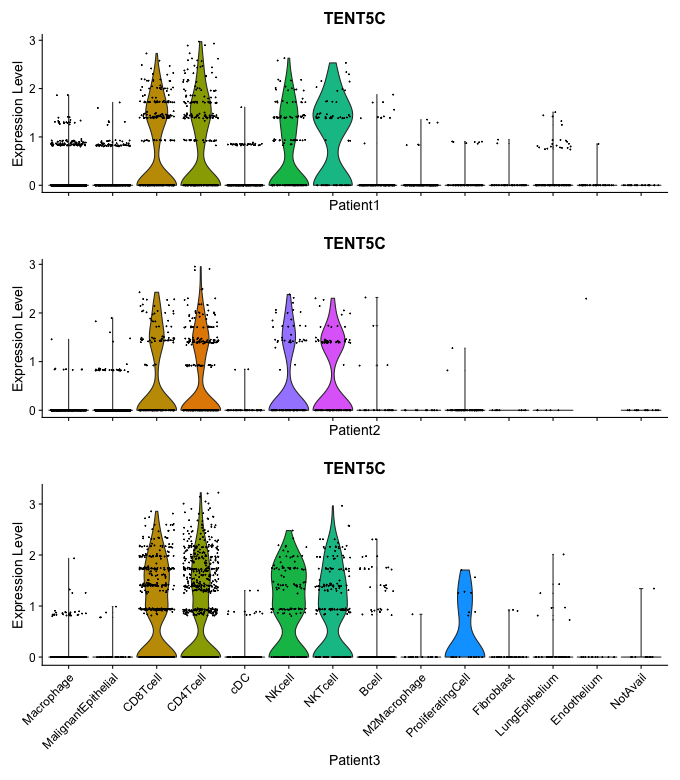 TENT5C
Expression Level
3
2
1
0
Patient1
TENT5C
Expression Level
3
2
1
0
Patient2
TENT5C
Expression Level
3
2
1
0
Macrophage
MalignantEpithelial
CD8Tcell
CD4Tcell
cDC
NKcell
NKTcell
Bcell
M2Macrophage
ProliferatingCell
Fibroblast
LungEpithelium
Endothelium
NotAvail
Patient3